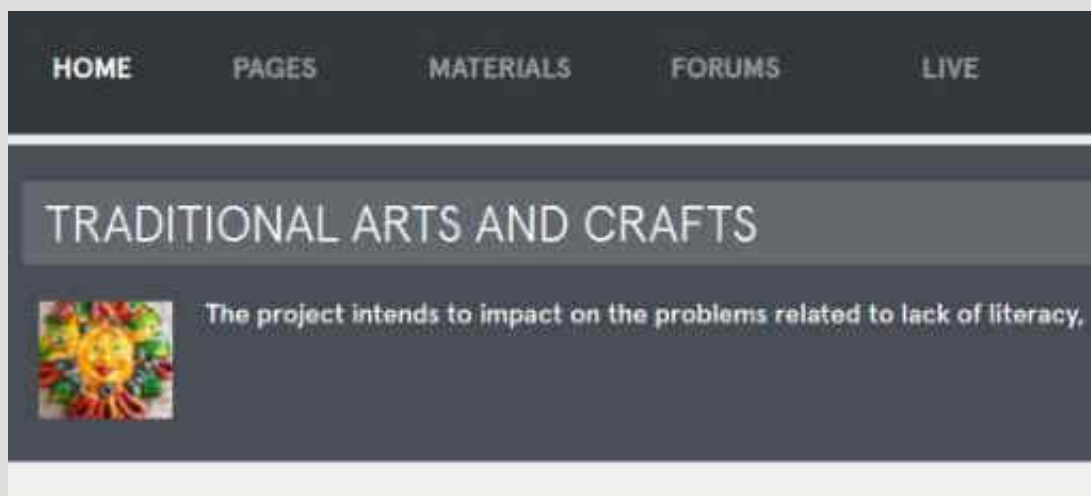 HOME PAGES MATERIALS FORUMS LIVE
TRADITIONAL ARTS AND CRAFTS
The project intends to impact on the problems related to lack of literacy,